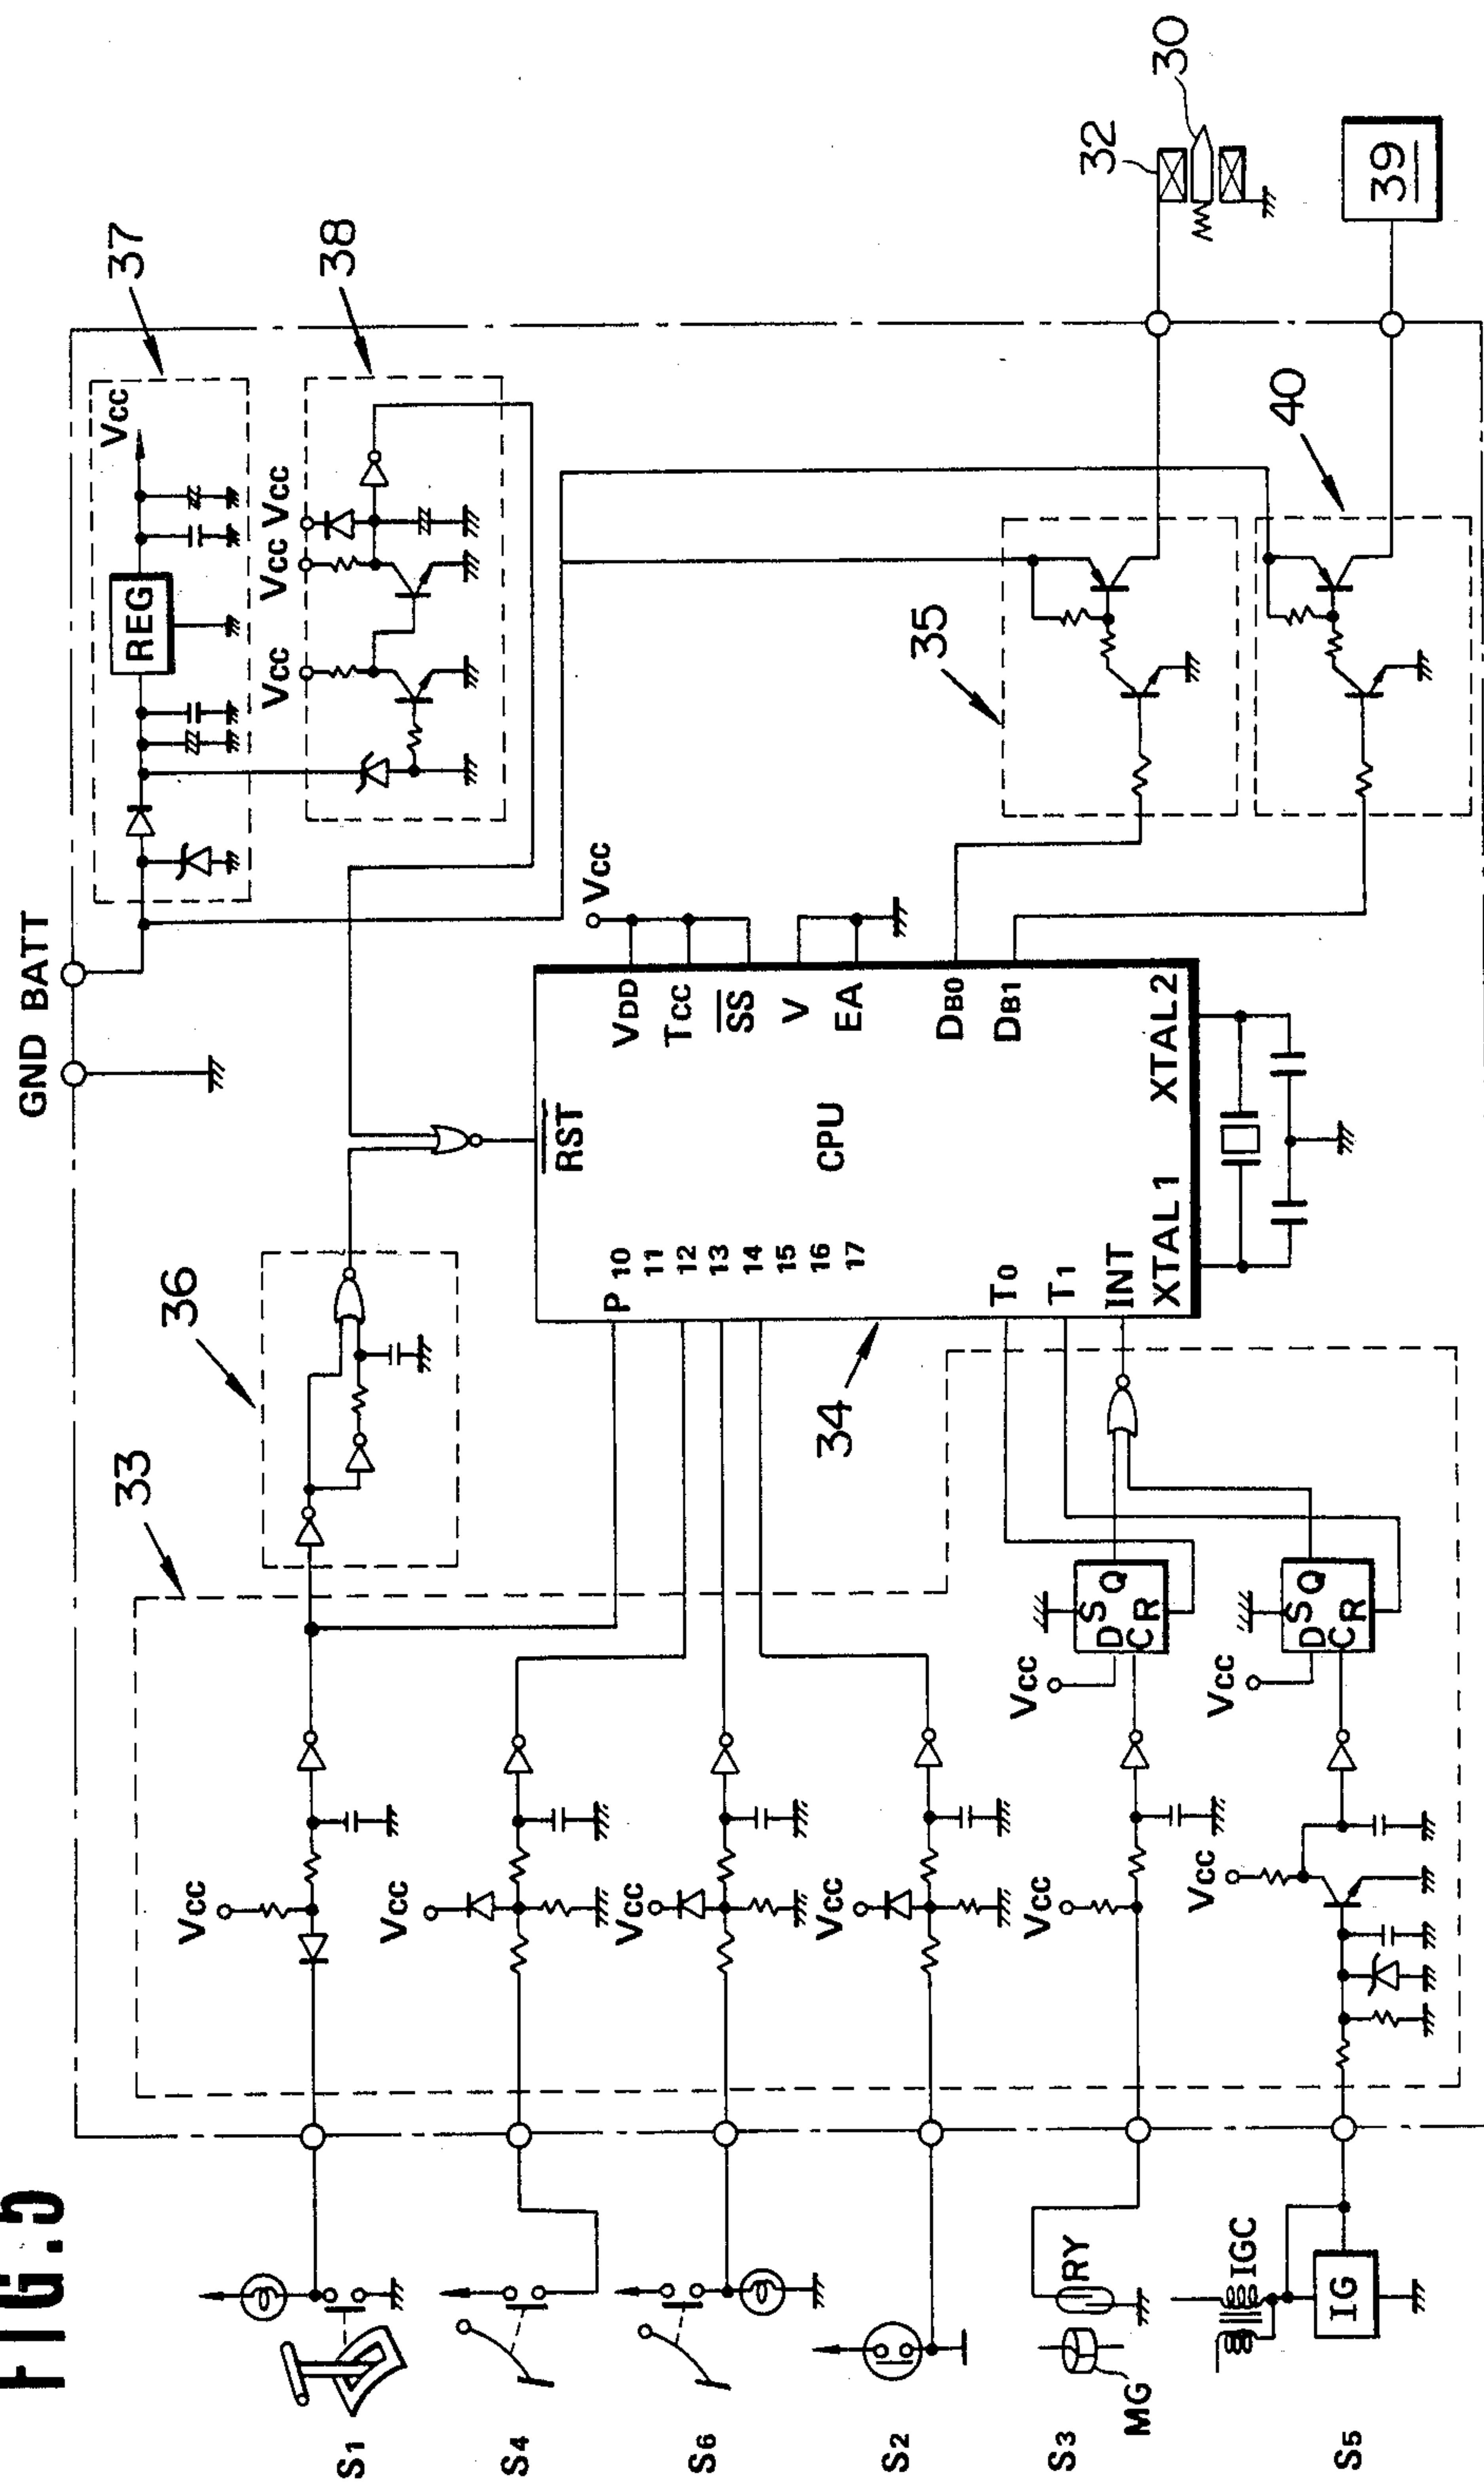 FIG.5
GND BATT
37
Vcc
REG
38
Vcc
Vcc
Vcc
36
33
RST
Vcc
VDD
TCC
SS
V
EA
DB0
DB1
CPU
XTAL1 XTAL2
P 10
11
12
13
14
15
16
17
T0
T1
INT
34
35
40
32
30
39
S1
Vcc
S4
Vcc
S6
Vcc
S2
Vcc
S3
MG
RY
Vcc
Vcc
S
D Q
C
R
S5
IGC
IG
Vcc
Vcc
S
D Q
C
R